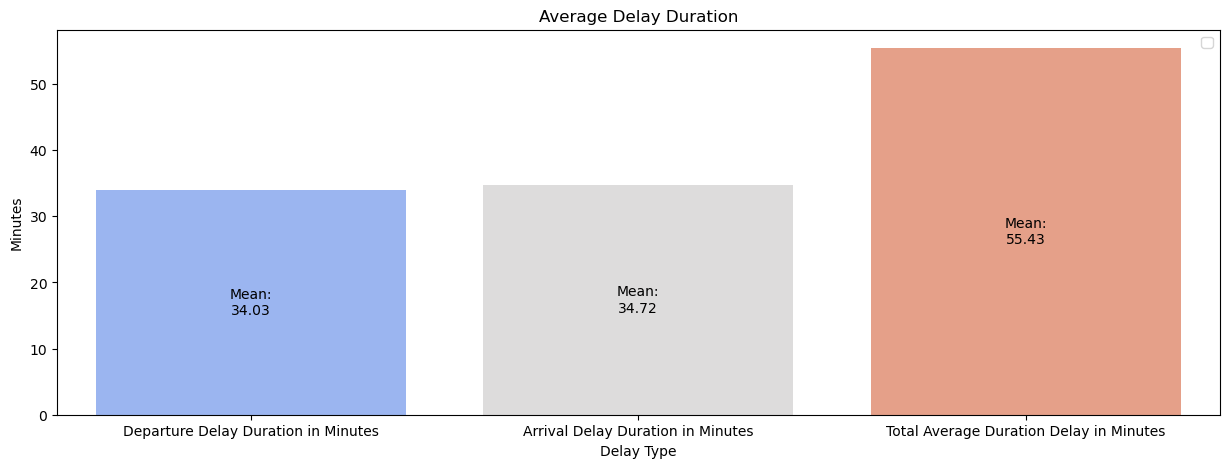 Average Delay Duration
Minutes
50
40
30
20
10
0
Mean:
34.03
Mean:
34.72
Mean:
55.43
Departure Delay Duration in Minutes
Arrival Delay Duration in Minutes
Total Average Duration Delay in Minutes
Delay Type